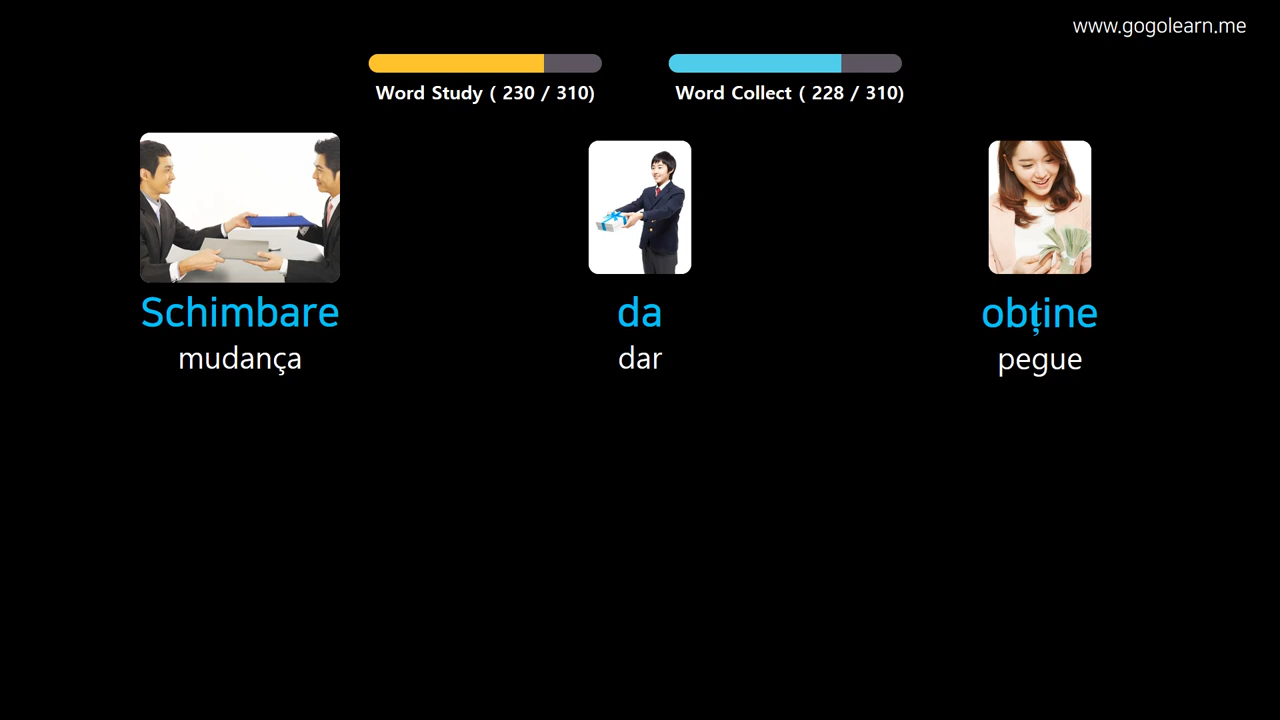 www.gogolearn.me
Word Study ( 230 / 310)
Word Collect ( 228 / 310)
Schimbare
mudança
da
dar
obține
pegue